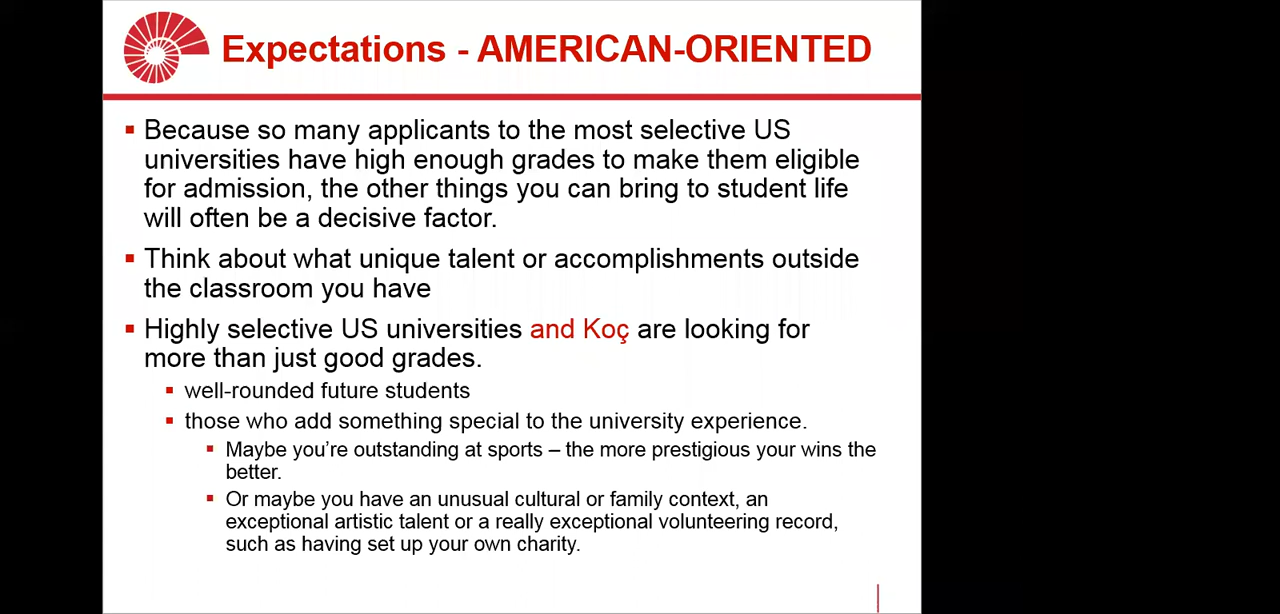 Expectations - AMERICAN-ORIENTED
Because so many applicants to the most selective US
universities have high enough grades to make them eligible
for admission, the other things you can bring to student life
will often be a decisive factor.
Think about what unique talent or accomplishments outside
the classroom you have
Highly selective US universities and Koç are looking for
more than just good grades.
well-rounded future students
those who add something special to the university experience.
Maybe you're outstanding at sports – the more prestigious your wins the
better.
Or maybe you have an unusual cultural or family context, an
exceptional artistic talent or a really exceptional volunteering record,
such as having set up your own charity.